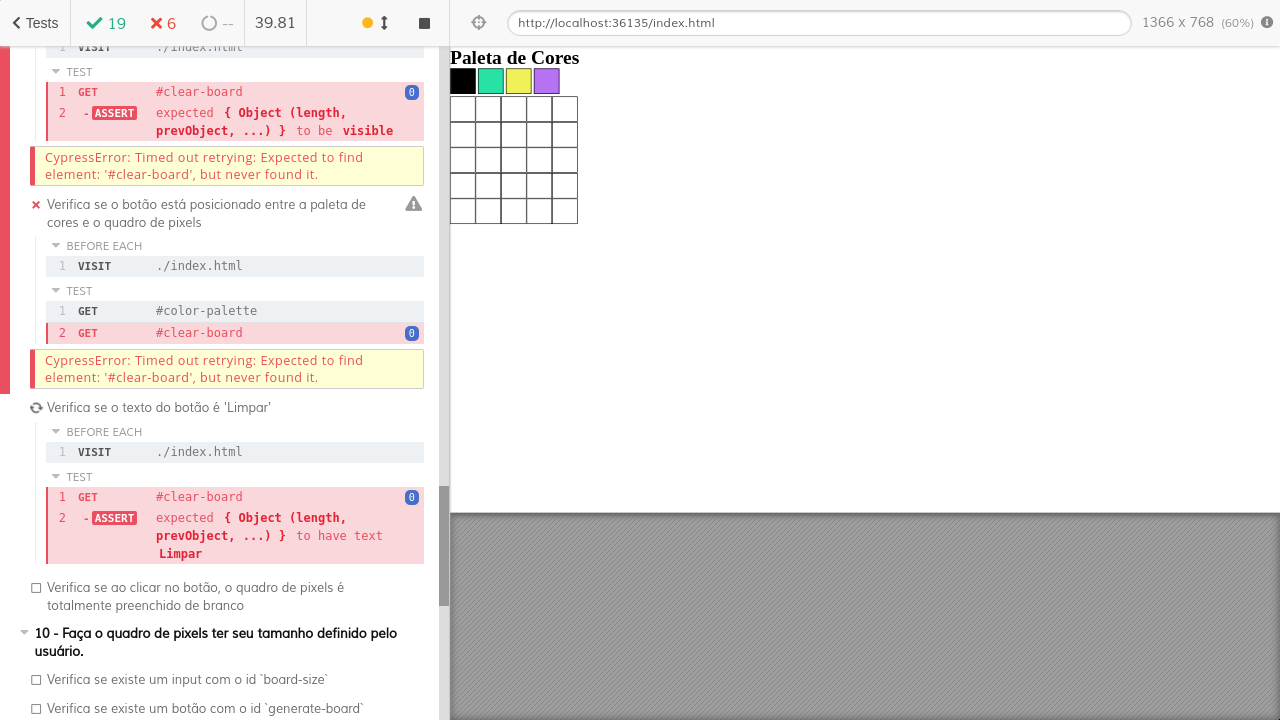 Tests
19
6
--
39.81
http://localhost:36135/index.html
1366 x 768 (60%)
1 VISIT ./index.html
TEST
1 GET #clear-board 0
2 -ASSERT expected { Object (length,
prevObject, ...) } to be visible
CypressError: Timed out retrying: Expected to find
element: '#clear-board', but never found it.
Verifica se o botão está posicionado entre a paleta de
cores e o quadro de pixels
BEFORE EACH
1 VISIT ./index.html
TEST
1 GET #color-palette
2 GET #clear-board 0
CypressError: Timed out retrying: Expected to find
element: '#clear-board', but never found it.
Verifica se o texto do botão é 'Limpar'
BEFORE EACH
1 VISIT ./index.html
TEST
1 GET #clear-board 0
2 -ASSERT expected { Object (length,
prevObject, ...) } to have text
Limpar
Verifica se ao clicar no botão, o quadro de pixels é
totalmente preenchido de branco
10 - Faça o quadro de pixels ter seu tamanho definido pelo
usuário.
Verifica se existe um input com o id `board-size`
Verifica se existe um botão com o id `generate-board`
Paleta de Cores